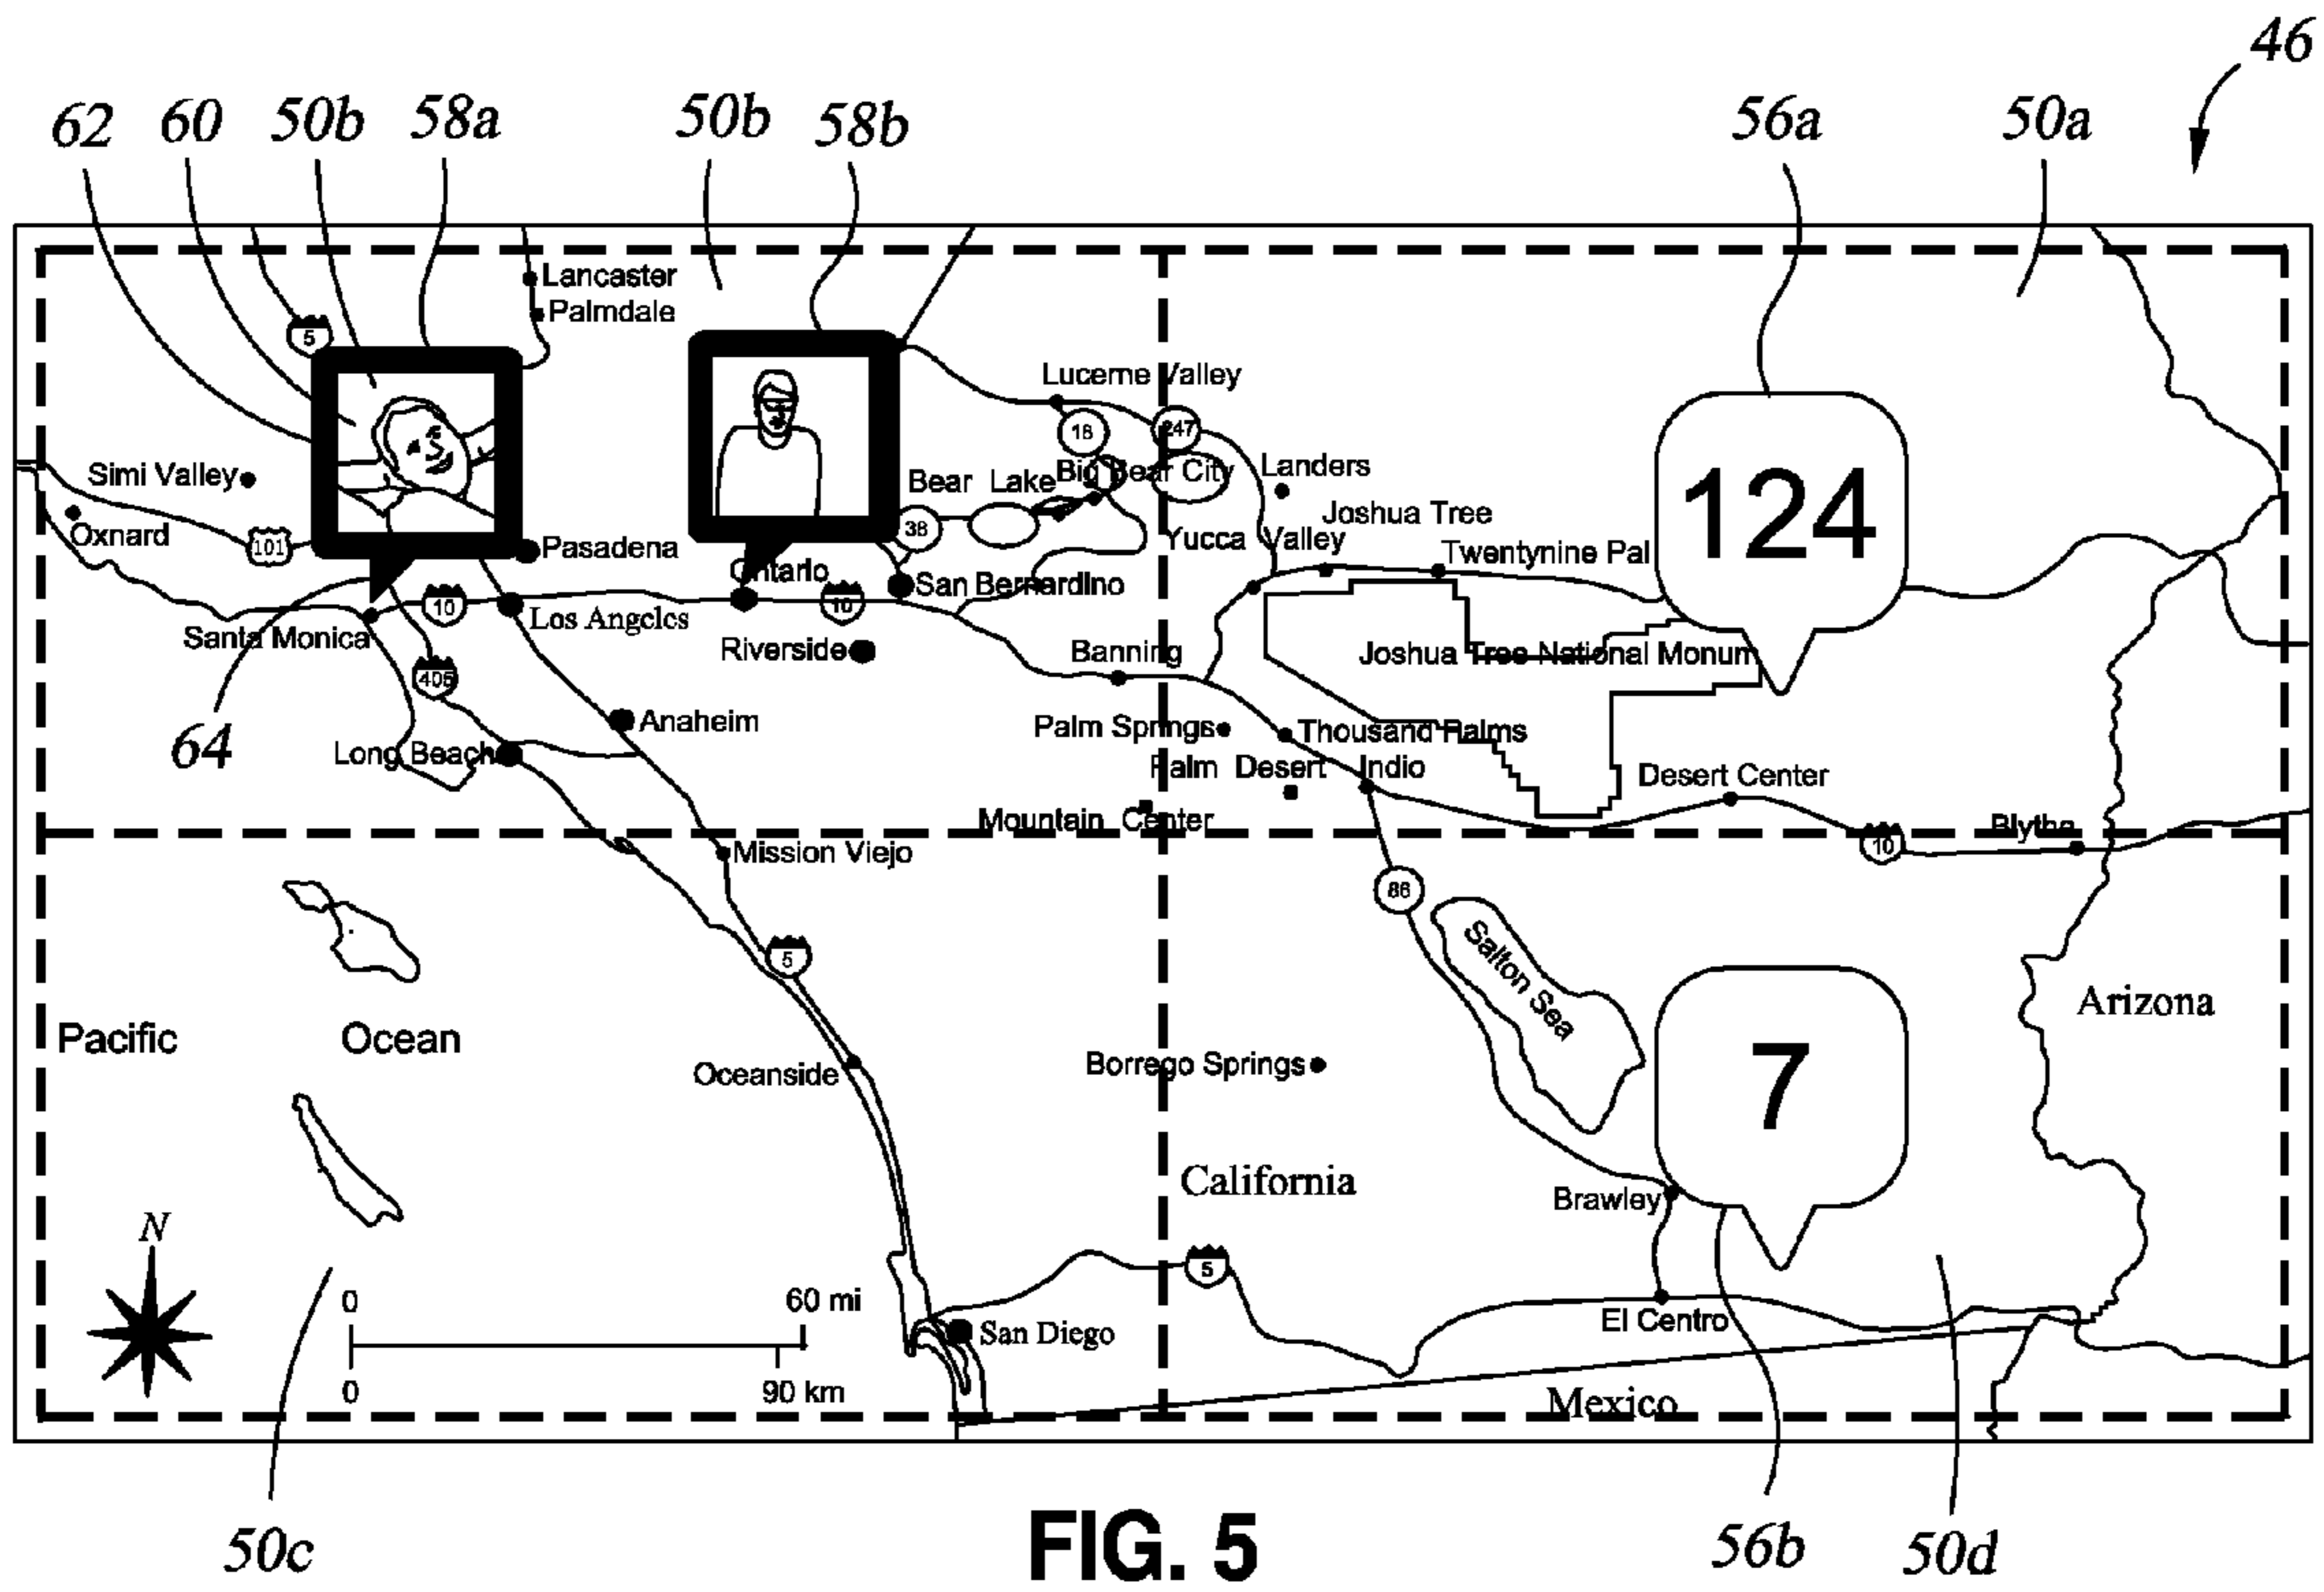 46
62 60 50b 58a 50b 58b 56a 50a
Lancaster
5
Palmdale
Lucerne Valley
18
247
Simi Valley
Bear Lake
Big Bear City
Landers
124
Oxnard
101
38
Joshua Tree
Pasadena
Yucca Valley
Twentynine Pal
Ontario
San Bernardino
10
10
Los Angeles
Santa Monica
Riverside
Banning
Joshua Tree National Monum
405
64
Anaheim
Palm Springs
Thousand Palms
Long Beach
Palm Desert
Indio
Desert Center
Mountain Center
Blythe
10
Mission Viejo
86
5
Salton Sea
Pacific Ocean
Arizona
Oceanside
Borrego Springs
7
California
Brawley
N
5
0
60 mi
El Centro
San Diego
0
90 km
Mexico
50c
56b
50d
FIG. 5